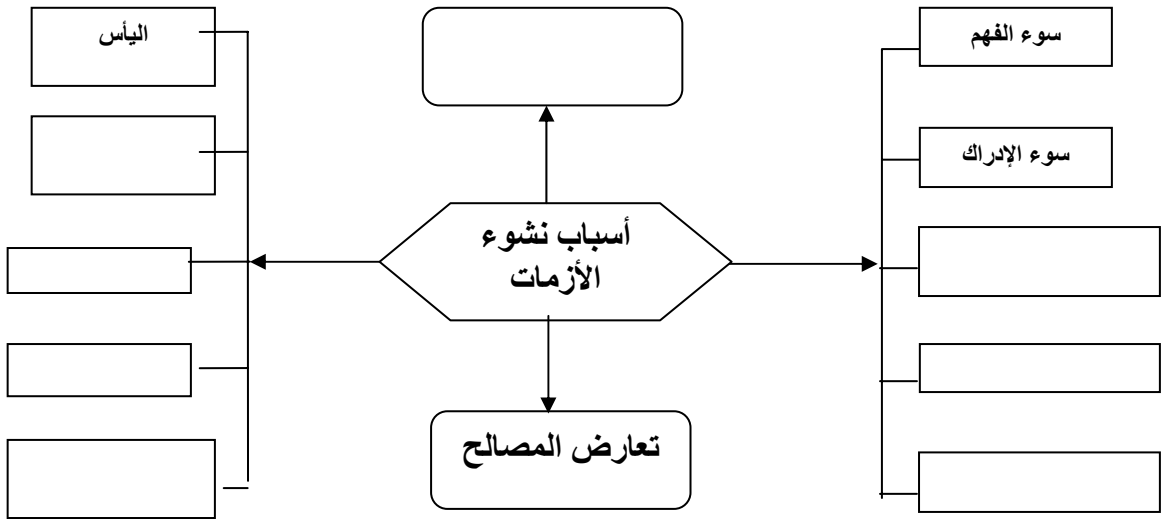 سوء الفهم
اليأس
سوء الإدراك
أسباب نشوء
الأزمات
تعارض المصالح